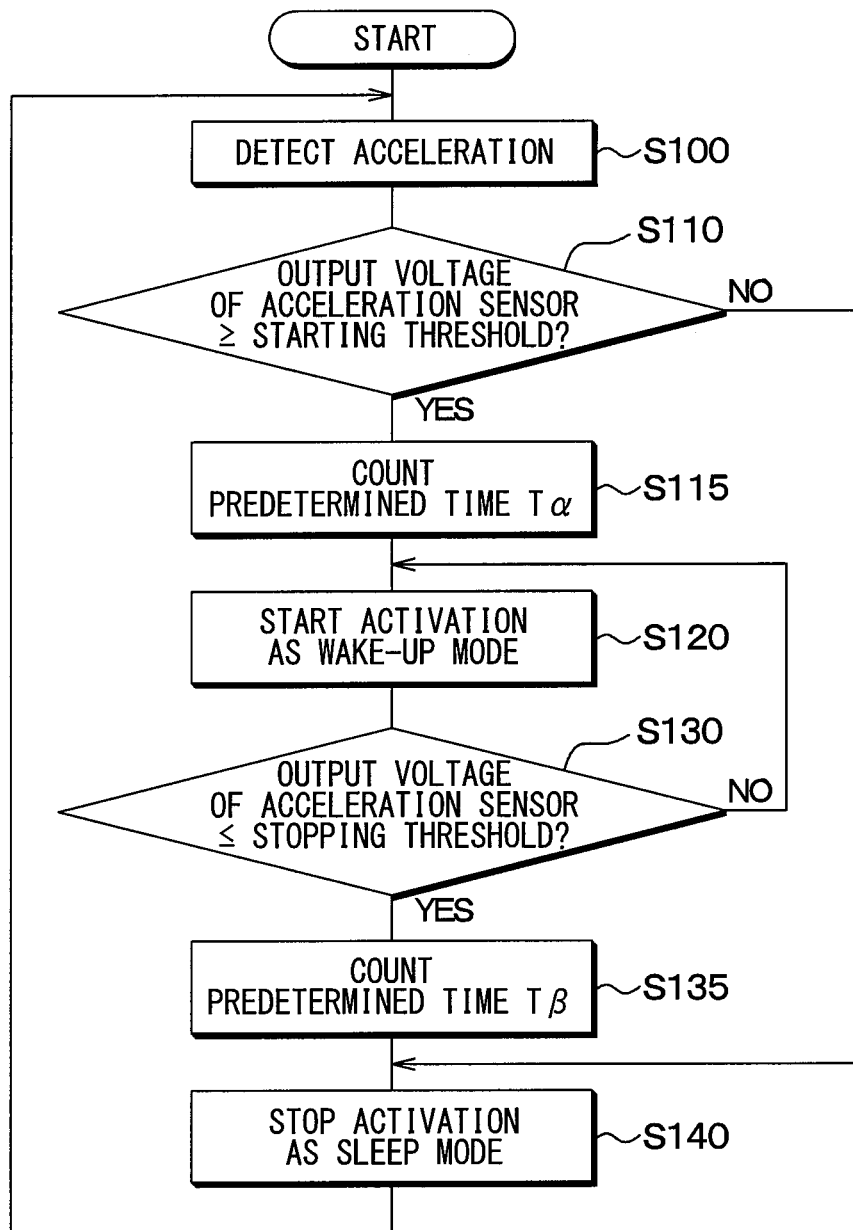 START
DETECT ACCELERATION
S100
S110
OUTPUT VOLTAGE
OF ACCELERATION SENSOR
≥ STARTING THRESHOLD?
NO
YES
COUNT
PREDETERMINED TIME Tα
S115
START ACTIVATION
AS WAKE-UP MODE
S120
S130
OUTPUT VOLTAGE
OF ACCELERATION SENSOR
≤ STOPPING THRESHOLD?
NO
YES
COUNT
PREDETERMINED TIME Tβ
S135
STOP ACTIVATION
AS SLEEP MODE
S140